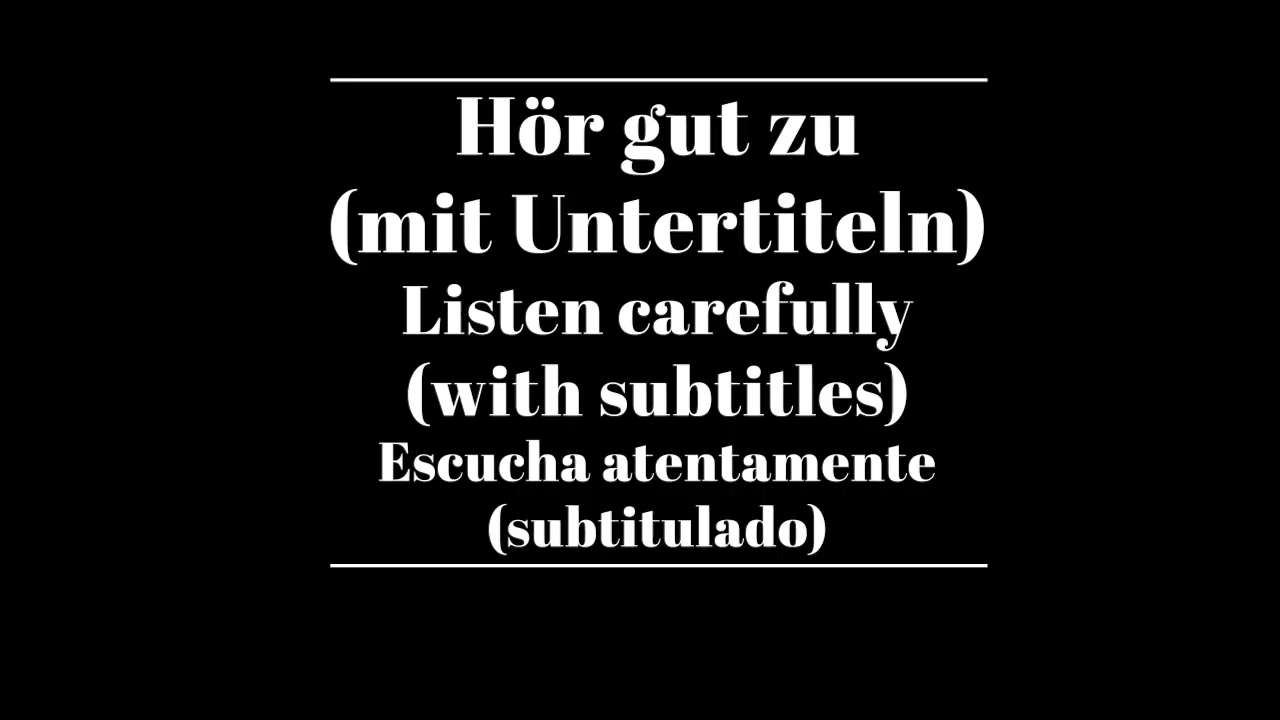 Hör gut zu
(mit Untertiteln)
Listen carefully
(with subtitles)
Escucha atentamente
(subtitulado)